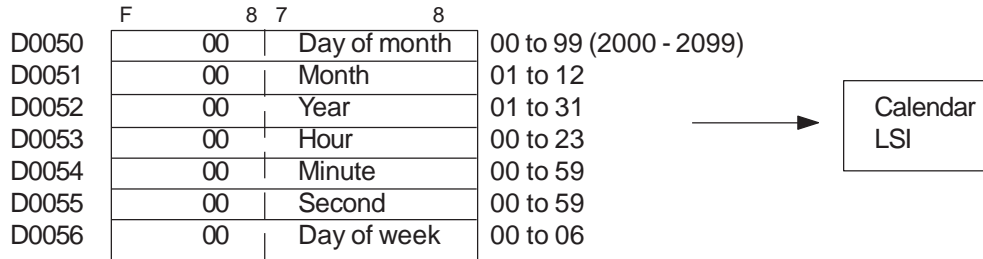 F 8 7 8
D0050 00 Day of month 00 to 99 (2000 - 2099)
D0051 00 Month 01 to 12
D0052 00 Year 01 to 31
D0053 00 Hour 00 to 23
D0054 00 Minute 00 to 59
D0055 00 Second 00 to 59
D0056 00 Day of week 00 to 06
Calendar
LSI